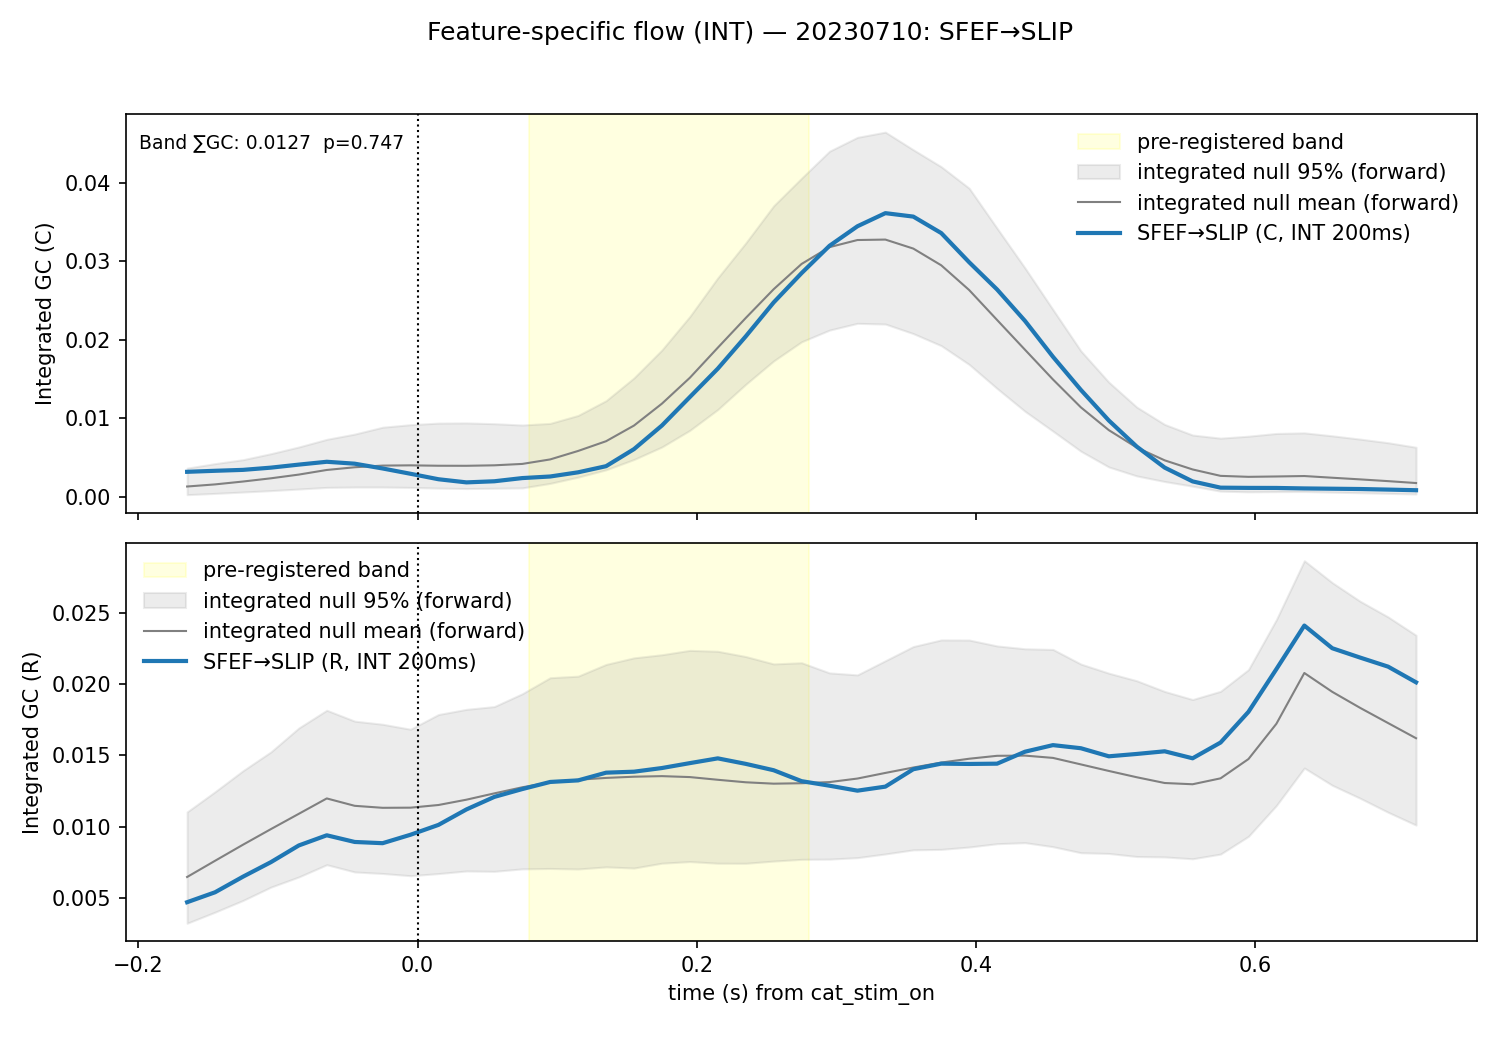 Feature-specific flow (INT) — 20230710: SFEF→SLIP
Band ∑GC: 0.0127  p=0.747
pre-registered band
integrated null 95% (forward)
integrated null mean (forward)
SFEF→SLIP (C, INT 200ms)
Integrated GC (C)
0.04
0.03
0.02
0.01
0.00
pre-registered band
integrated null 95% (forward)
integrated null mean (forward)
SFEF→SLIP (R, INT 200ms)
Integrated GC (R)
0.025
0.020
0.015
0.010
0.005
−0.2 0.0 0.2 0.4 0.6
time (s) from cat_stim_on